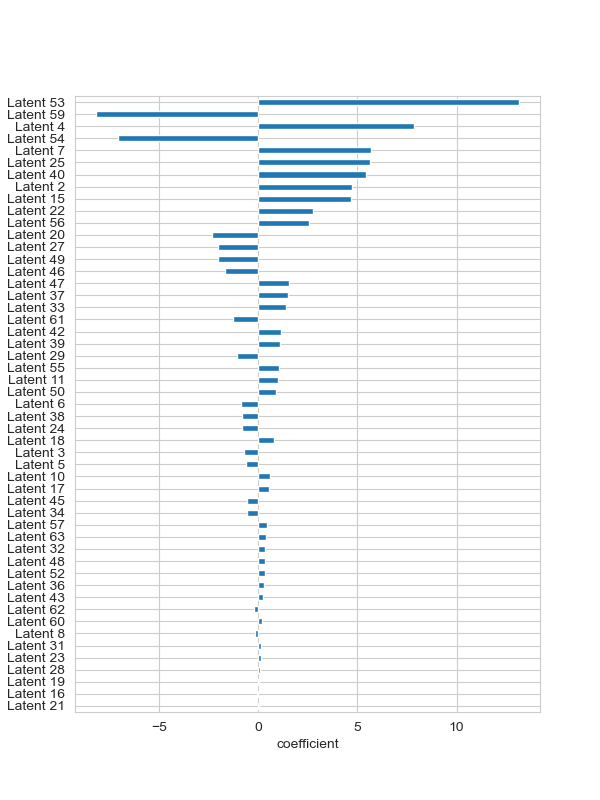 Latent 53
Latent 59
Latent 4
Latent 54
Latent 7
Latent 25
Latent 40
Latent 2
Latent 15
Latent 22
Latent 56
Latent 20
Latent 27
Latent 49
Latent 46
Latent 47
Latent 37
Latent 33
Latent 61
Latent 42
Latent 39
Latent 29
Latent 55
Latent 11
Latent 50
Latent 6
Latent 38
Latent 24
Latent 18
Latent 3
Latent 5
Latent 10
Latent 17
Latent 45
Latent 34
Latent 57
Latent 63
Latent 32
Latent 48
Latent 52
Latent 36
Latent 43
Latent 62
Latent 60
Latent 8
Latent 31
Latent 23
Latent 28
Latent 19
Latent 16
Latent 21
−5 0 5 10
coefficient